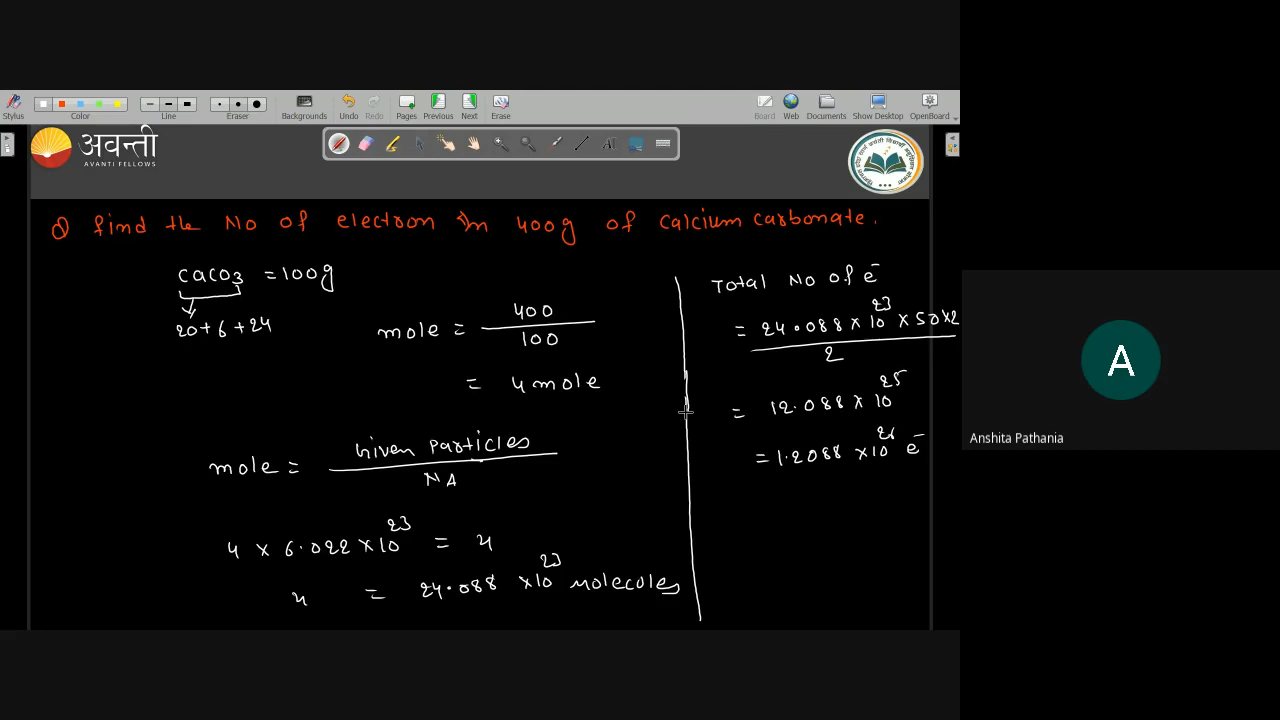 Stylus
Color
Line
Eraser
Backgrounds
Undo
Redo
Pages
Previous
Next
Erase
Board
Web
Documents
Show Desktop
OpenBoard
अवन्ती
AVANTI FELLOWS
Q) find the No of electron in 400g of calcium carbonate.
CaCO3 = 100g
20+6+24
mole = 400
100
= 4 mole
mole = Given Particles
NA
4 × 6.022 × 10^23 = x
x = 24.088 × 10^23 molecoles
Total No of e-
= 24.088 × 10^23 × 50×2
2
= 12.088 × 10^25
= 1.2088 × 10^26 e-
A
Anshita Pathania